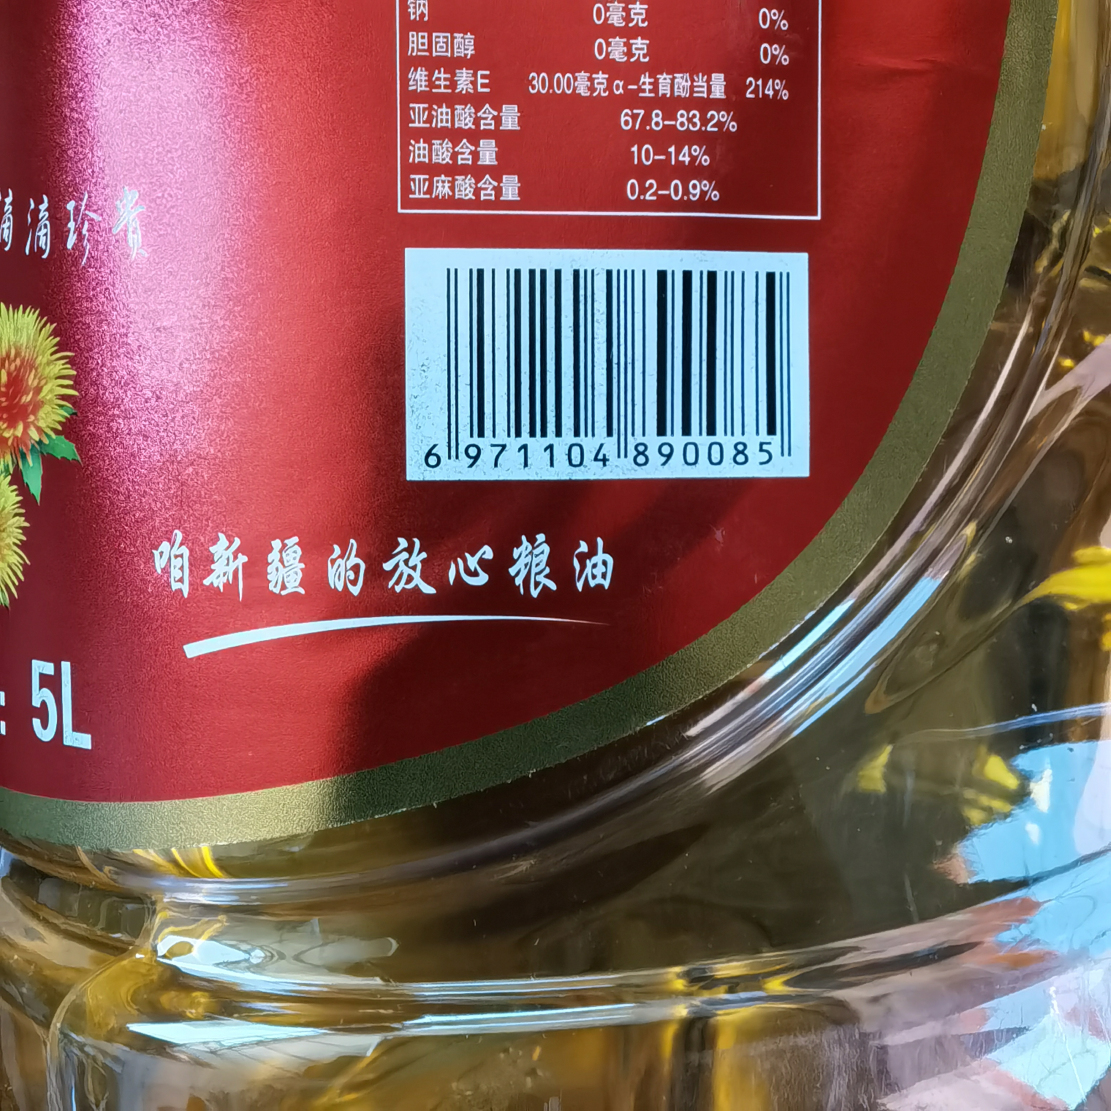 钠 0毫克 0%
胆固醇 0毫克 0%
维生素E 30.00毫克α-生育酚当量 214%
亚油酸含量 67.8-83.2%
油酸含量 10-14%
亚麻酸含量 0.2-0.9%
滴滴珍贵
6 971104 890085
咱新疆的放心粮油
: 5L